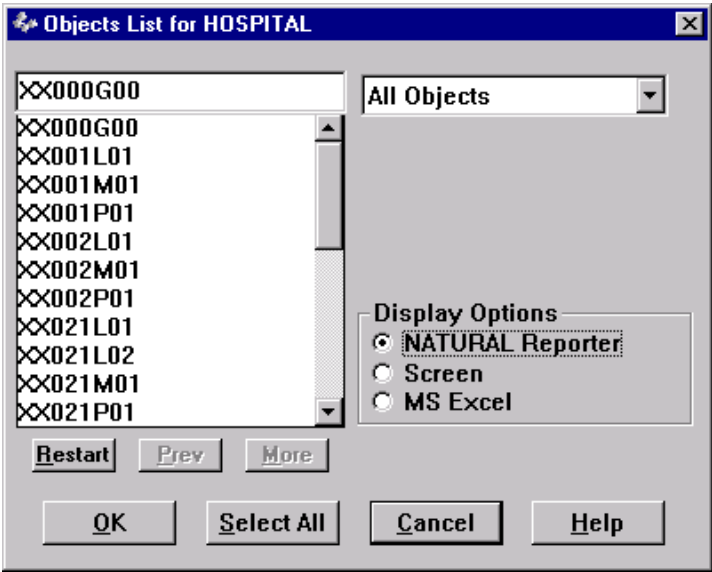 Objects List for HOSPITAL
XX000G00
All Objects
XX000G00
XX001L01
XX001M01
XX001P01
XX002L01
XX002M01
XX002P01
XX021L01
XX021L02
XX021M01
XX021P01
Display Options
NATURAL Reporter
Screen
MS Excel
Restart Prev More
OK Select All Cancel Help